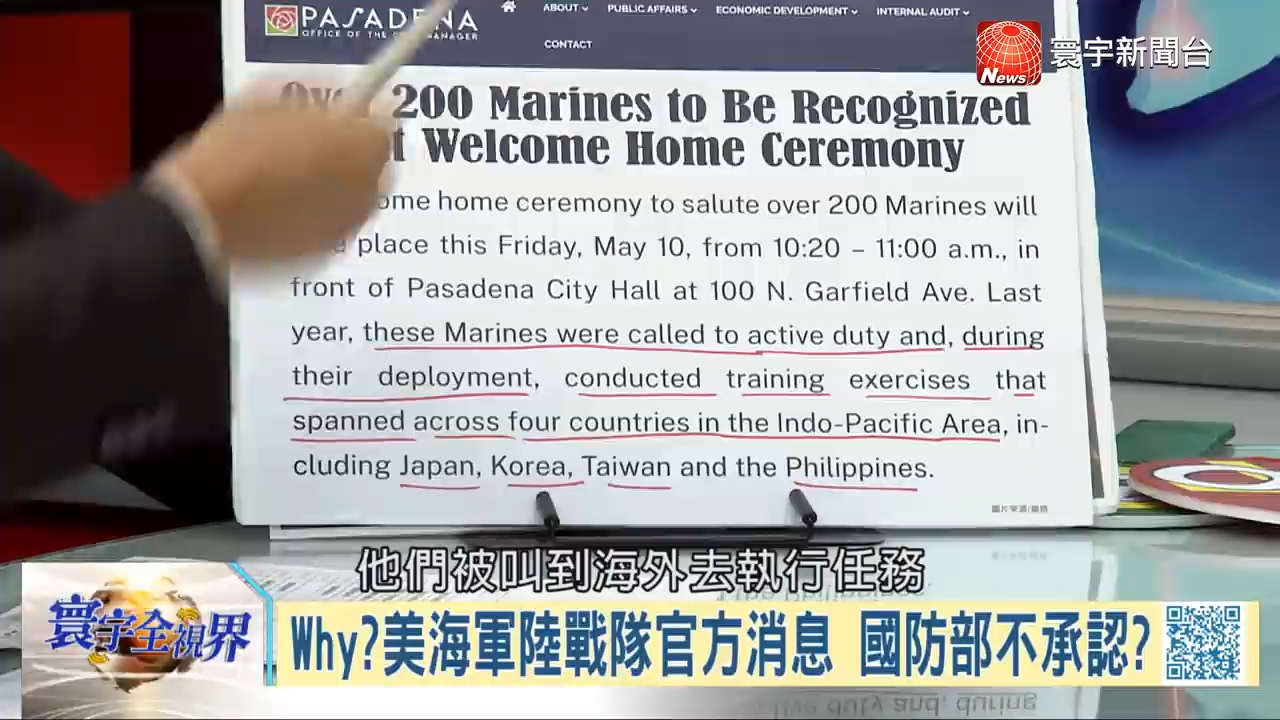 PASADENA
OFFICE OF THE CITY MANAGER
ABOUT
PUBLIC AFFAIRS
ECONOMIC DEVELOPMENT
INTERNAL AUDIT
CONTACT
News
寰宇新聞台
200 Marines to Be Recognized
Welcome Home Ceremony
home ceremony to salute over 200 Marines will
place this Friday, May 10, from 10:20 – 11:00 a.m., in
front of Pasadena City Hall at 100 N. Garfield Ave. Last
year, these Marines were called to active duty and, during
their deployment, conducted training exercises that
spanned across four countries in the Indo-Pacific Area, in-
cluding Japan, Korea, Taiwan and the Philippines.
他們被叫到海外去執行任務
寰宇全視界
Why?美海軍陸戰隊官方消息 國防部不承認?